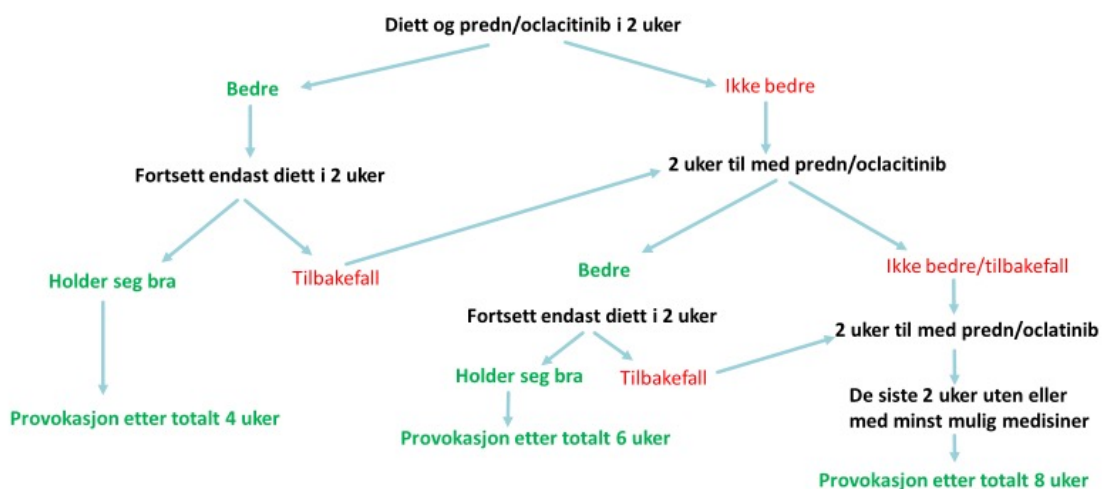 Diett og predn/oclacitinib i 2 uker
Bedre
Ikke bedre
Fortsett endast diett i 2 uker
2 uker til med predn/oclacitinib
Holder seg bra
Tilbakefall
Bedre
Ikke bedre/tilbakefall
Fortsett endast diett i 2 uker
2 uker til med predn/oclatinib
Holder seg bra
Tilbakefall
De siste 2 uker uten eller
med minst mulig medisiner
Provokasjon etter totalt 4 uker
Provokasjon etter totalt 6 uker
Provokasjon etter totalt 8 uker